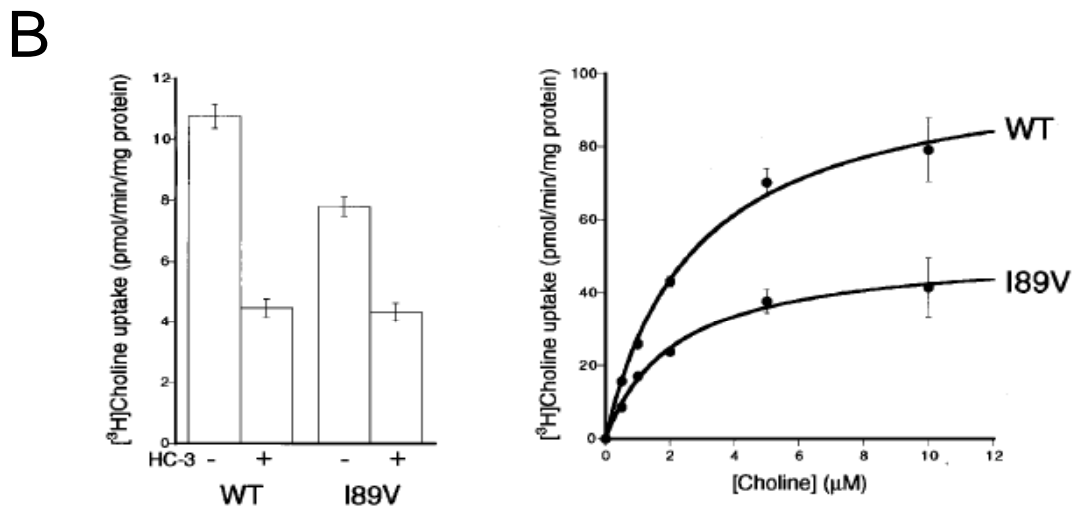 B
[³H]Choline uptake (pmol/min/mg protein)
12
10
8
6
4
2
0
HC-3 - + - +
WT I89V
[³H]Choline uptake (pmol/min/mg protein)
100
80
60
40
20
0
WT
I89V
0 2 4 6 8 10 12
[Choline] (μM)